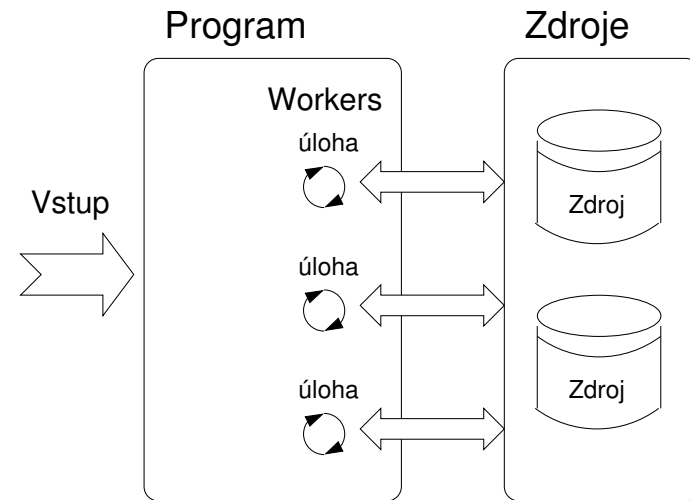 Program
Zdroje
Workers
úloha
Zdroj
Vstup
úloha
úloha
Zdroj